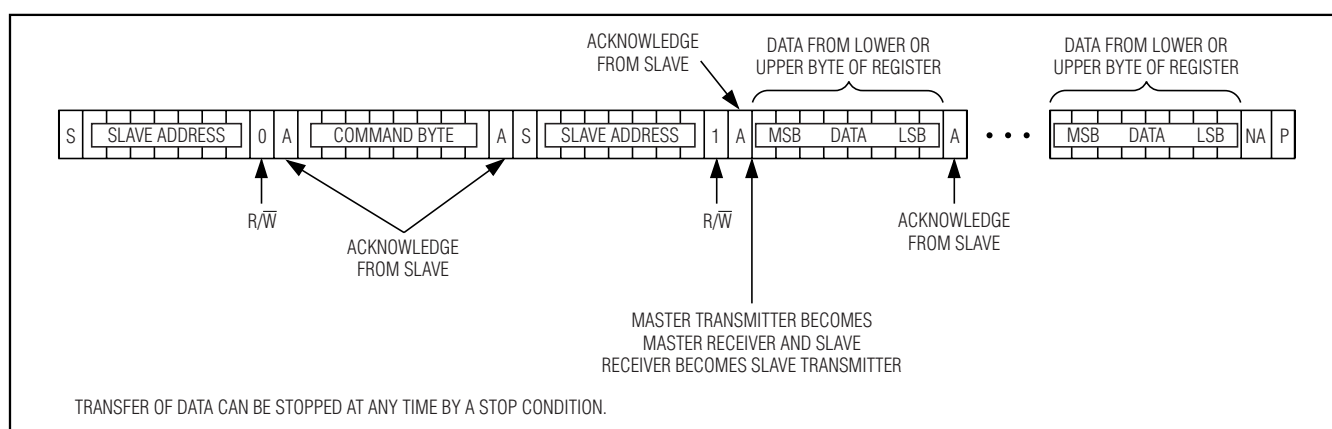 ACKNOWLEDGE
FROM SLAVE
DATA FROM LOWER OR
UPPER BYTE OF REGISTER
DATA FROM LOWER OR
UPPER BYTE OF REGISTER
S SLAVE ADDRESS 0 A COMMAND BYTE A S SLAVE ADDRESS 1 A MSB DATA LSB A • • • MSB DATA LSB NA P
R/W̅
ACKNOWLEDGE
FROM SLAVE
R/W̅
ACKNOWLEDGE
FROM SLAVE
MASTER TRANSMITTER BECOMES
MASTER RECEIVER AND SLAVE
RECEIVER BECOMES SLAVE TRANSMITTER
TRANSFER OF DATA CAN BE STOPPED AT ANY TIME BY A STOP CONDITION.